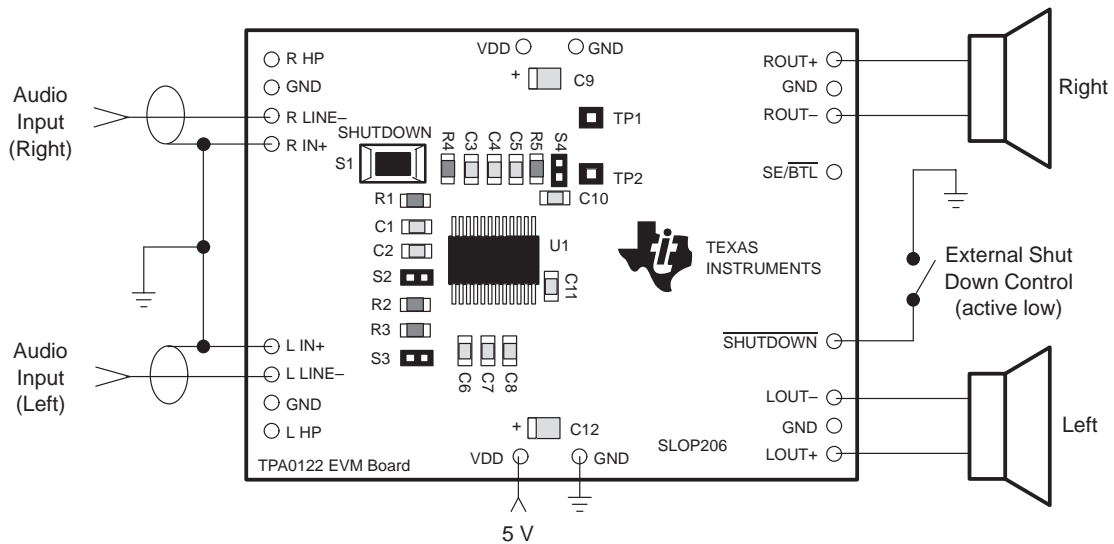 VDD
GND
R HP
GND
R LINE–
R IN+
Audio
Input
(Right)
SHUTDOWN
S1
R4
C3
C4
C5
R5
S4
+
C9
TP1
TP2
C10
ROUT+
GND
ROUT–
SE/BTL
Right
R1
C1
C2
S2
R2
R3
S3
U1
C11
TEXAS
INSTRUMENTS
External Shut
Down Control
(active low)
SHUTDOWN
Audio
Input
(Left)
L IN+
L LINE–
GND
L HP
C6
C7
C8
+
C12
SLOP206
LOUT–
GND
LOUT+
Left
TPA0122 EVM Board
VDD
GND
5 V